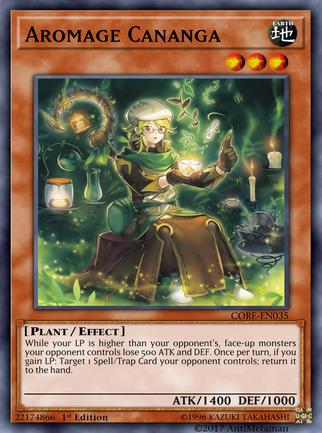 Aromage Cananga
EARTH
地
CORE-EN035
[Plant / Effect]
While your LP is higher than your opponent's, face-up monsters
your opponent controls lose 500 ATK and DEF. Once per turn, if you
gain LP: Target 1 Spell/Trap Card your opponent controls; return it
to the hand.
ATK/1400 DEF/1000
22174866 1st Edition ©1996 KAZUKI TAKAHASHI
©2017 AntiMetaman